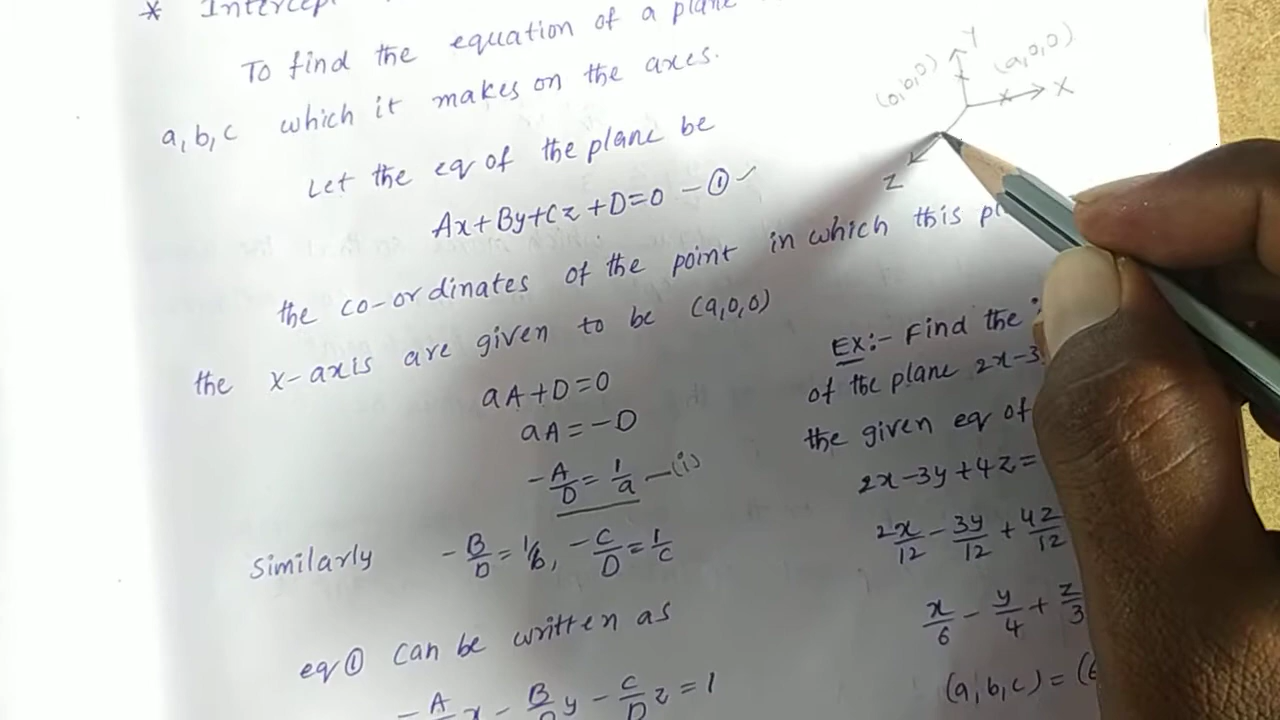 * Intercep
To find the equation of a plane
a,b,c which it makes on the axes.
Let the eq of the plane be
Ax+By+Cz+D=0 —①✓
the co-ordinates of the point in which this pl
the x-axis are given to be (a,0,0)
aA+D=0
aA=-D
-A/D=1/a—(i)
Similarly -B/D=1/b, -C/D=1/c
eq① can be written as
-A/D x - B/D y - C/D z = 1
Y
(0,b,0) (a,0,0)
X
Z
EX:- Find the
of the plane 2x-3
the given eq of
2x-3y+4z=
2x/12 - 3y/12 + 4z/12
x/6 - y/4 + z/3
(a,b,c)=(6